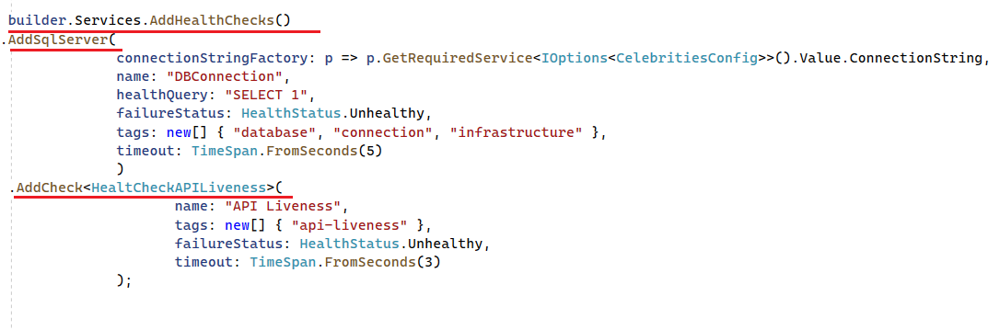 builder.Services.AddHealthChecks()
.AddSqlServer(
connectionStringFactory: p => p.GetRequiredService<IOptions<CelebritiesConfig>>().Value.ConnectionString,
name: "DBConnection",
healthQuery: "SELECT 1",
failureStatus: HealthStatus.Unhealthy,
tags: new[] { "database", "connection", "infrastructure" },
timeout: TimeSpan.FromSeconds(5)
)
.AddCheck<HealtCheckAPILiveness>(
name: "API Liveness",
tags: new[] { "api-liveness" },
failureStatus: HealthStatus.Unhealthy,
timeout: TimeSpan.FromSeconds(3)
);